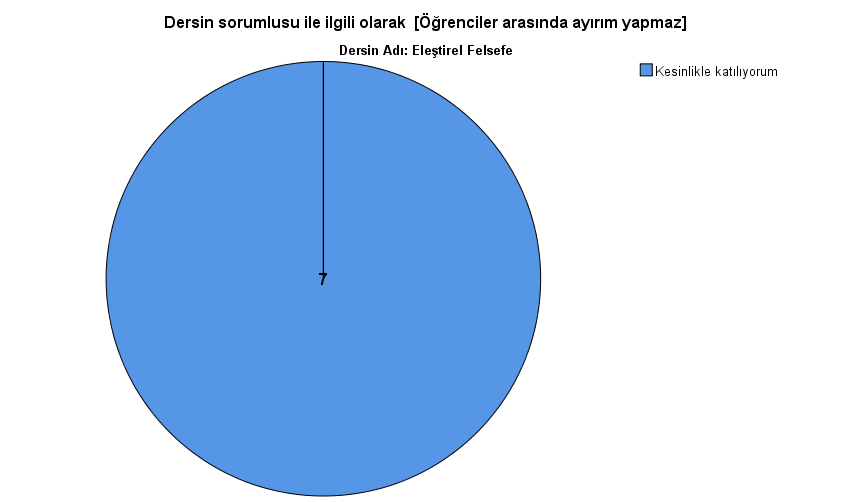 Dersin sorumlusu ile ilgili olarak  [Öğrenciler arasında ayırım yapmaz]
Dersin Adı: Eleştirel Felsefe
Kesinlikle katılıyorum
7